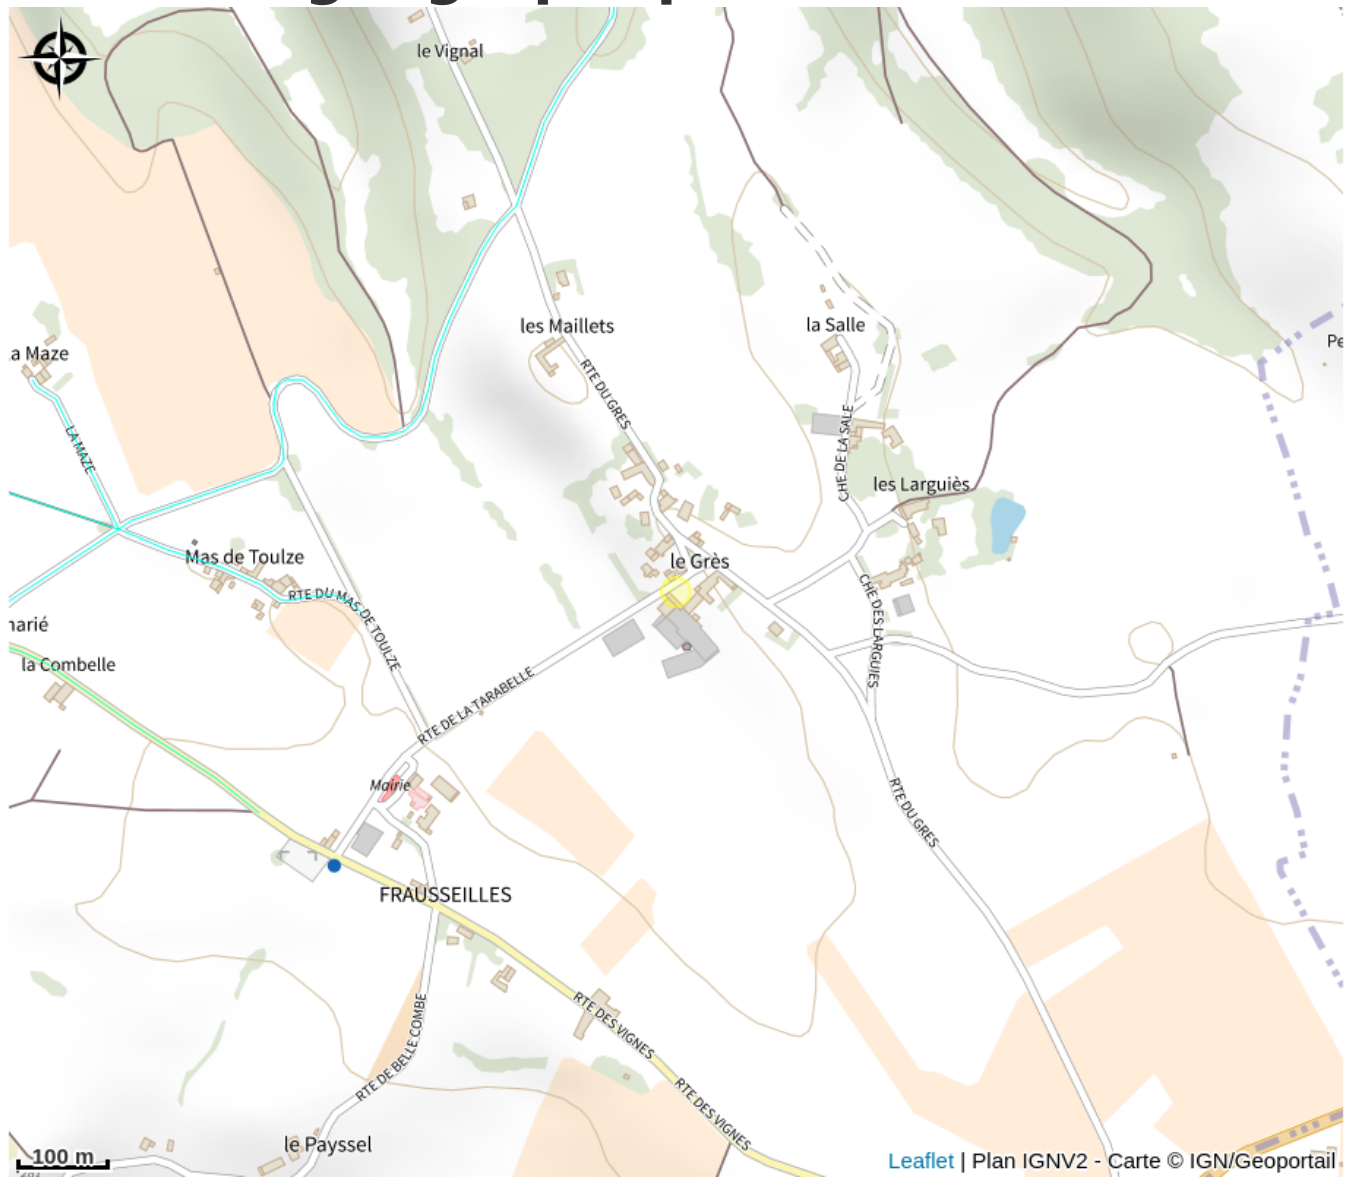 le Vignal
les Maillets
la Salle
a Maze
RTE DU GRES
LA MAZE
CHE DE LA SALE
les Larguiès
Mas de Toulze
le Grès
RTE DU MAS DE TOULZE
CHE DES LARGUIES
narié
la Combelle
RTE DE LA TARABELLE
Mairie
RTE DU GRES
FRAUSSEILLES
RTE DES VIGNES
RTE DE BELLE COMBE
RTE DES VIGNES
le Payssel
100 m
Leaflet | Plan IGNV2 - Carte © IGN/Geoportail